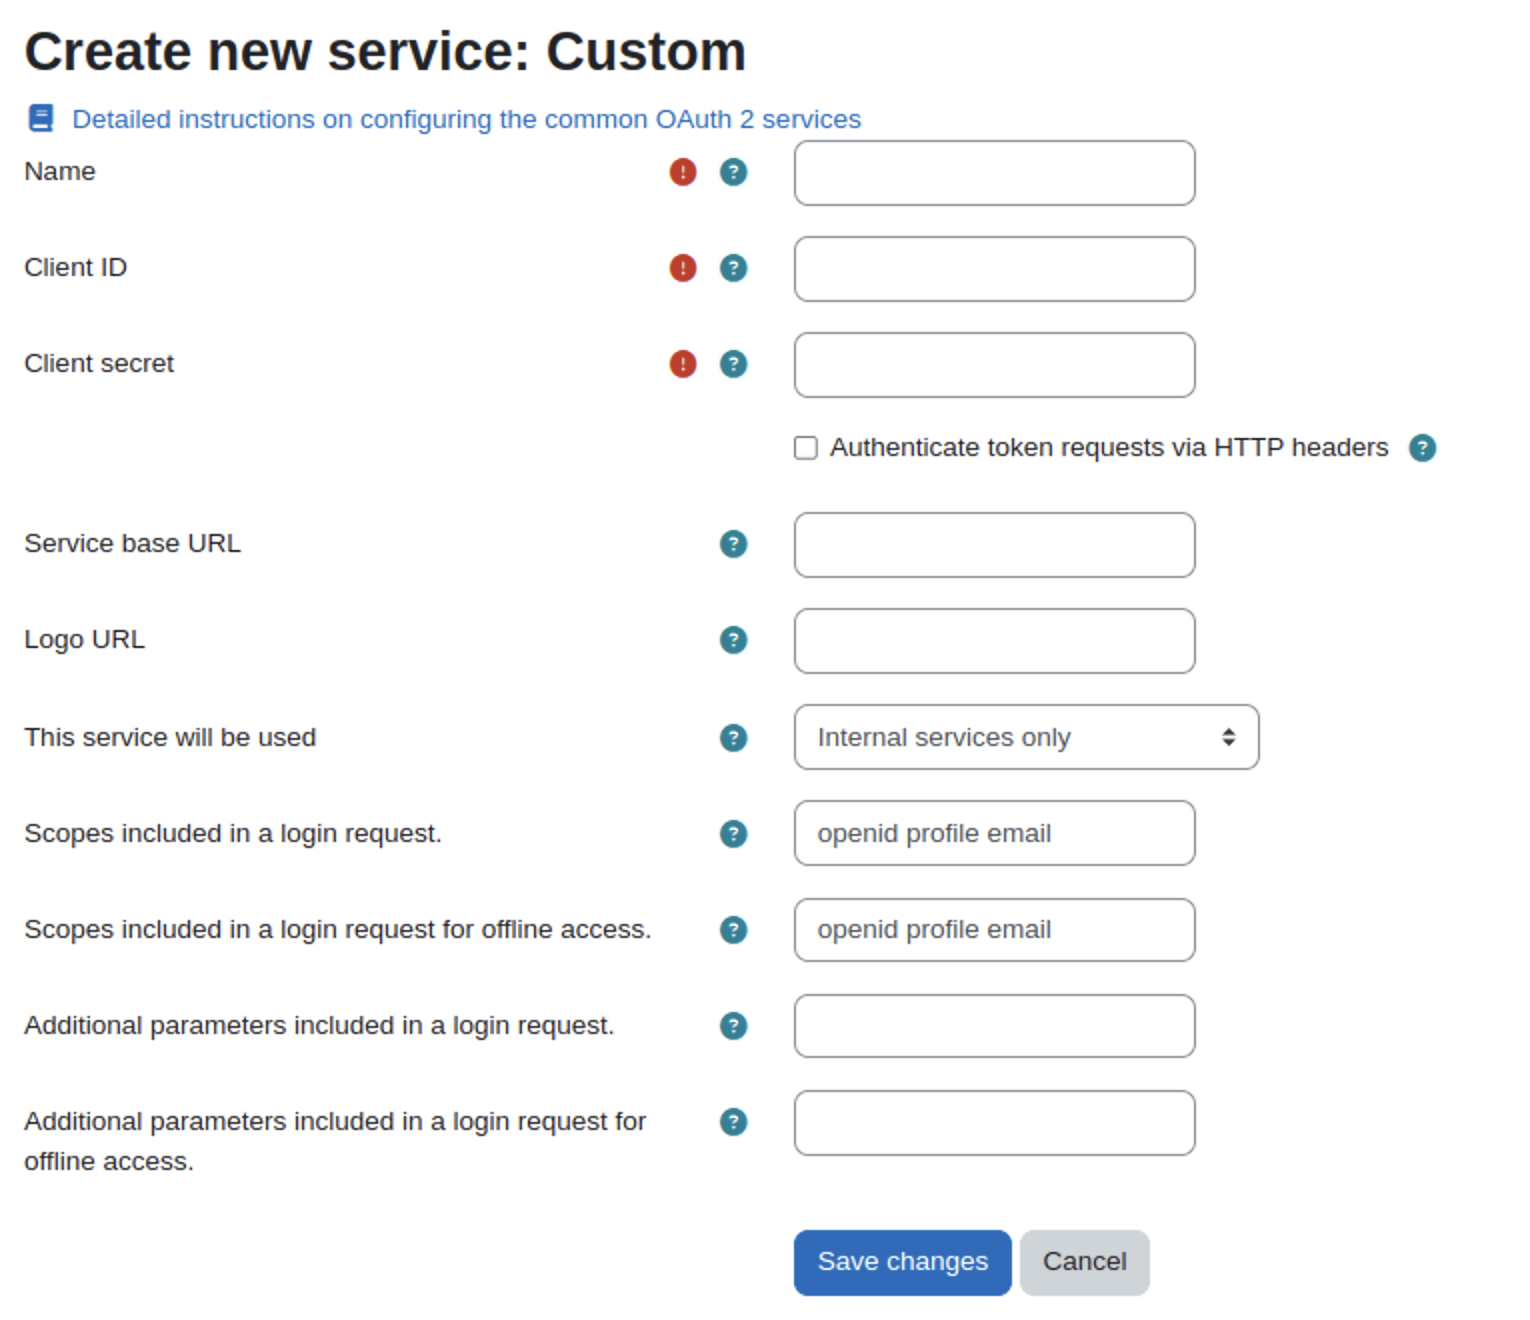 Create new service: Custom
Detailed instructions on configuring the common OAuth 2 services
Name
Client ID
Client secret
Authenticate token requests via HTTP headers
Service base URL
Logo URL
This service will be used
Internal services only
Scopes included in a login request.
openid profile email
Scopes included in a login request for offline access.
openid profile email
Additional parameters included in a login request.
Additional parameters included in a login request for
offline access.
Save changes
Cancel